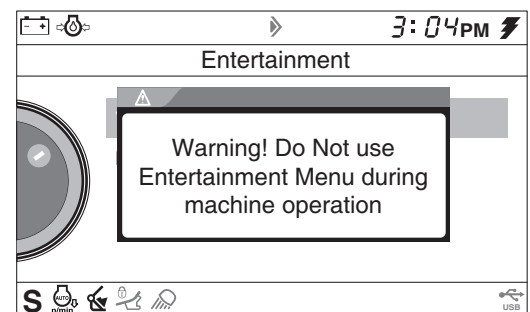 3:04PM
Entertainment
Warning! Do Not use
Entertainment Menu during
machine operation
S
AUTO
n/min
USB